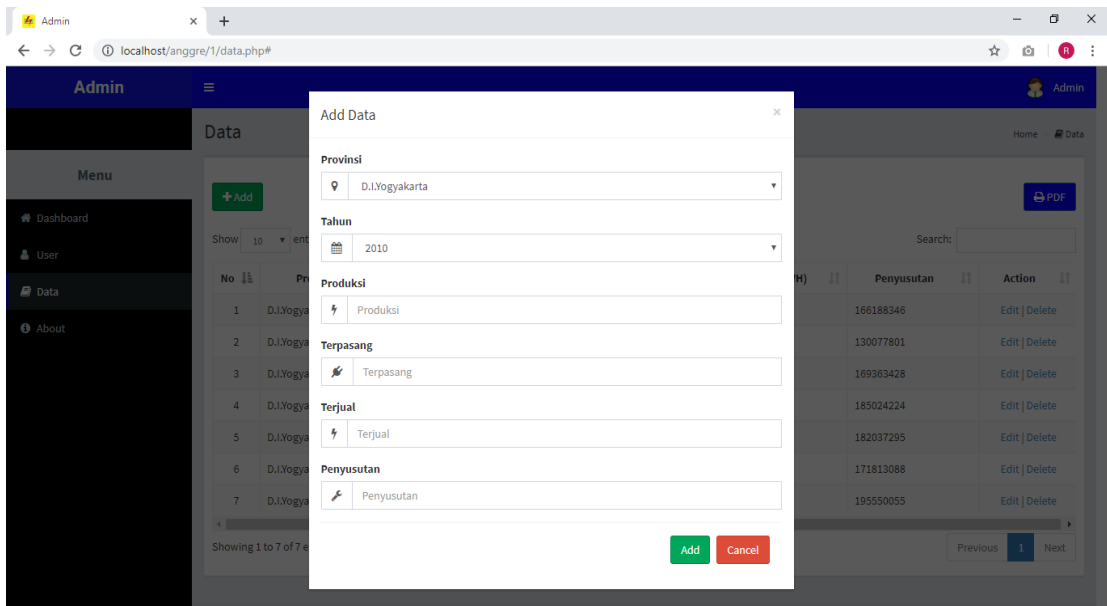 Admin
localhost/anggre/1/data.php#
R
Admin
Admin
Data
Home
Data
Menu
Dashboard
User
Data
About
Add
PDF
Show 10 ent
Search:
No Pr H) Penyusutan Action
1 D.I.Yogya 166188346 Edit | Delete
2 D.I.Yogya 130077801 Edit | Delete
3 D.I.Yogya 169363428 Edit | Delete
4 D.I.Yogya 185024224 Edit | Delete
5 D.I.Yogya 182037295 Edit | Delete
6 D.I.Yogya 171813088 Edit | Delete
7 D.I.Yogya 195550055 Edit | Delete
Showing 1 to 7 of 7 e
Previous 1 Next
Add Data
Provinsi
D.I.Yogyakarta
Tahun
2010
Produksi
Produksi
Terpasang
Terpasang
Terjual
Terjual
Penyusutan
Penyusutan
Add Cancel